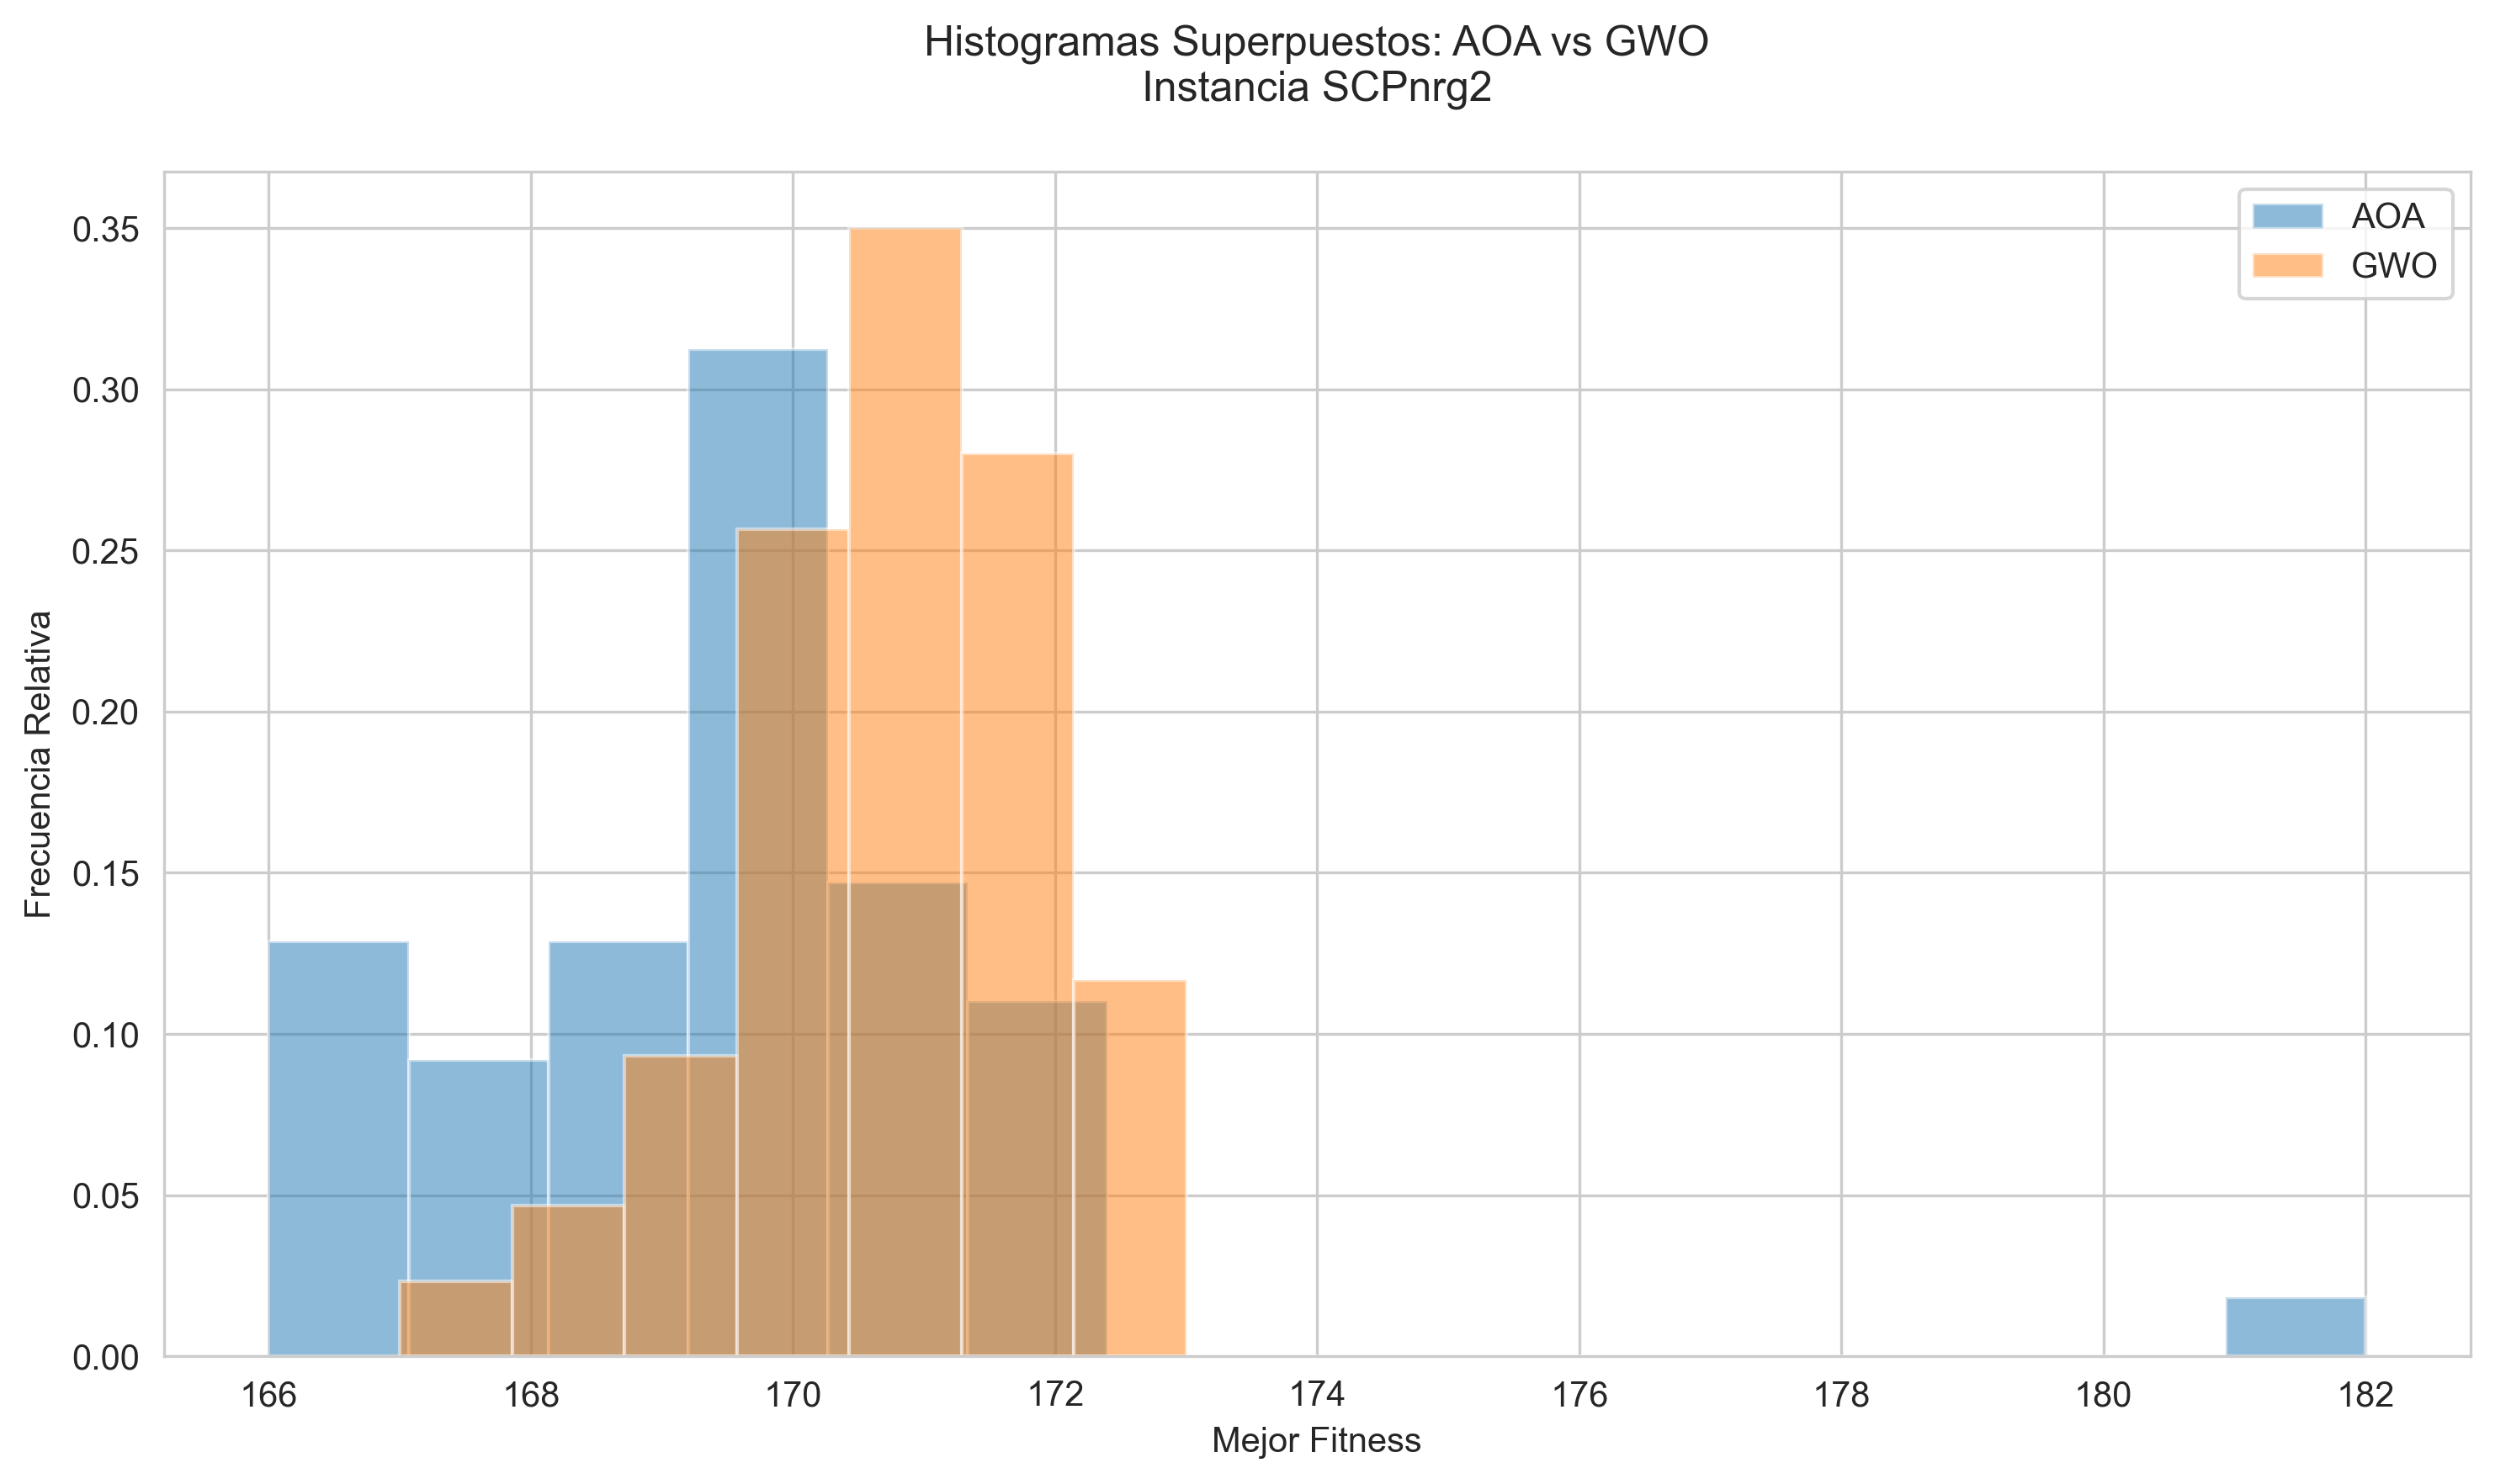 Histogramas Superpuestos: AOA vs GWO
Instancia SCPnrg2
AOA
GWO
Frecuencia Relativa
0.35
0.30
0.25
0.20
0.15
0.10
0.05
0.00
166 168 170 172 174 176 178 180 182
Mejor Fitness